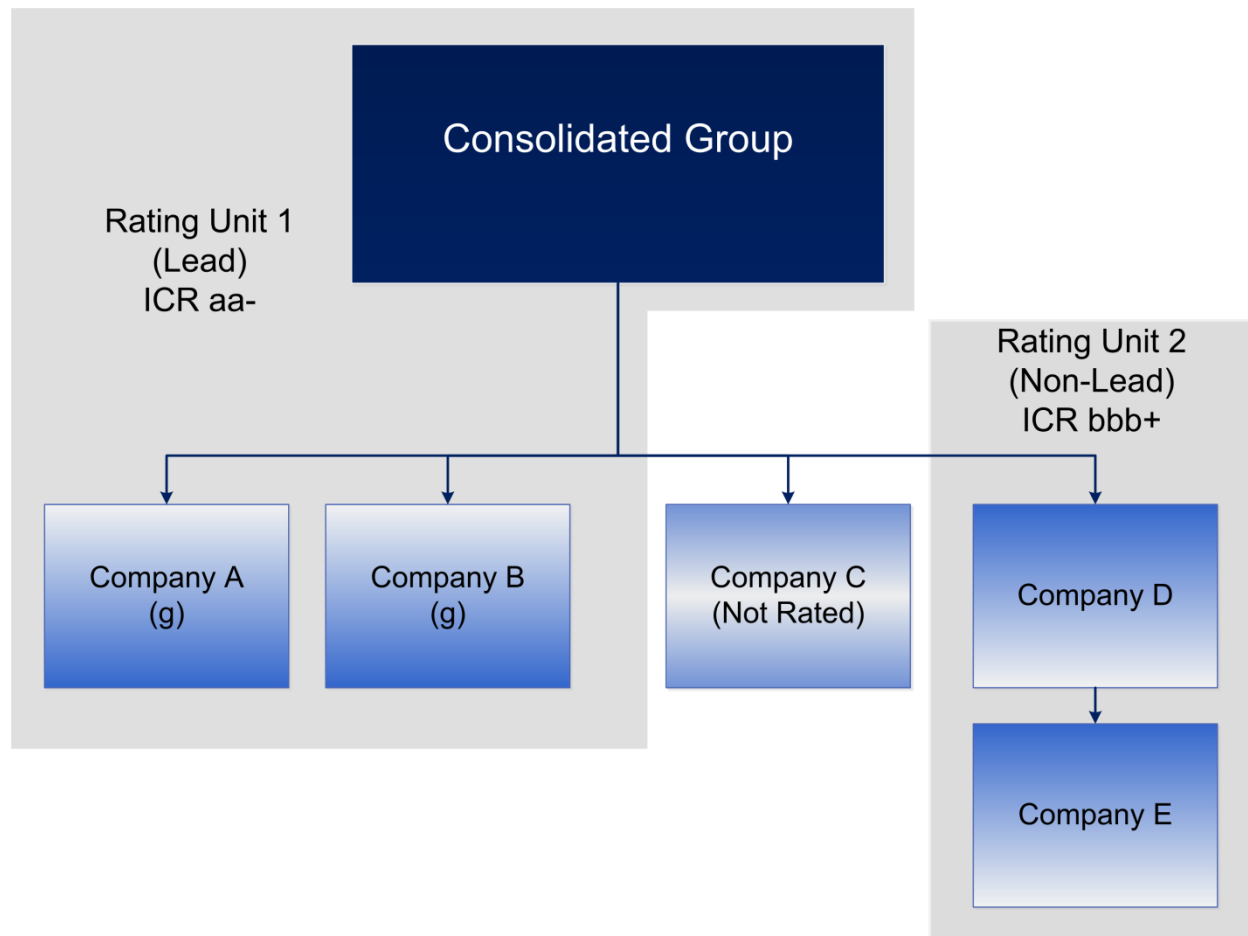 Consolidated Group
Rating Unit 1
(Lead)
ICR aa-
Rating Unit 2
(Non-Lead)
ICR bbb+
Company A
(g)
Company B
(g)
Company C
(Not Rated)
Company D
Company E